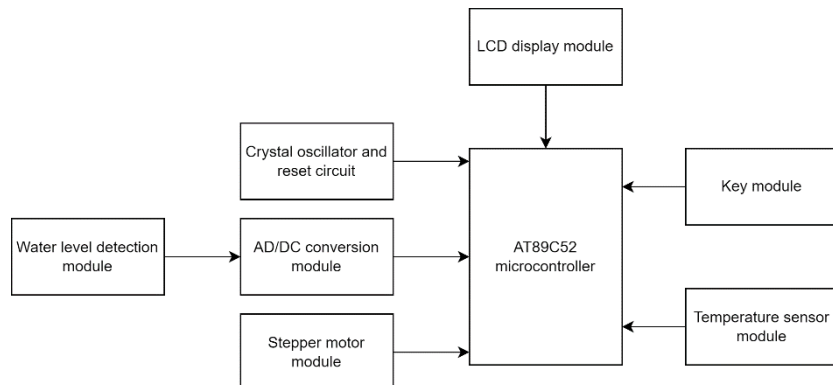 LCD display module
Crystal oscillator and
reset circuit
Key module
Water level detection
module
AD/DC conversion
module
AT89C52
microcontroller
Stepper motor
module
Temperature sensor
module